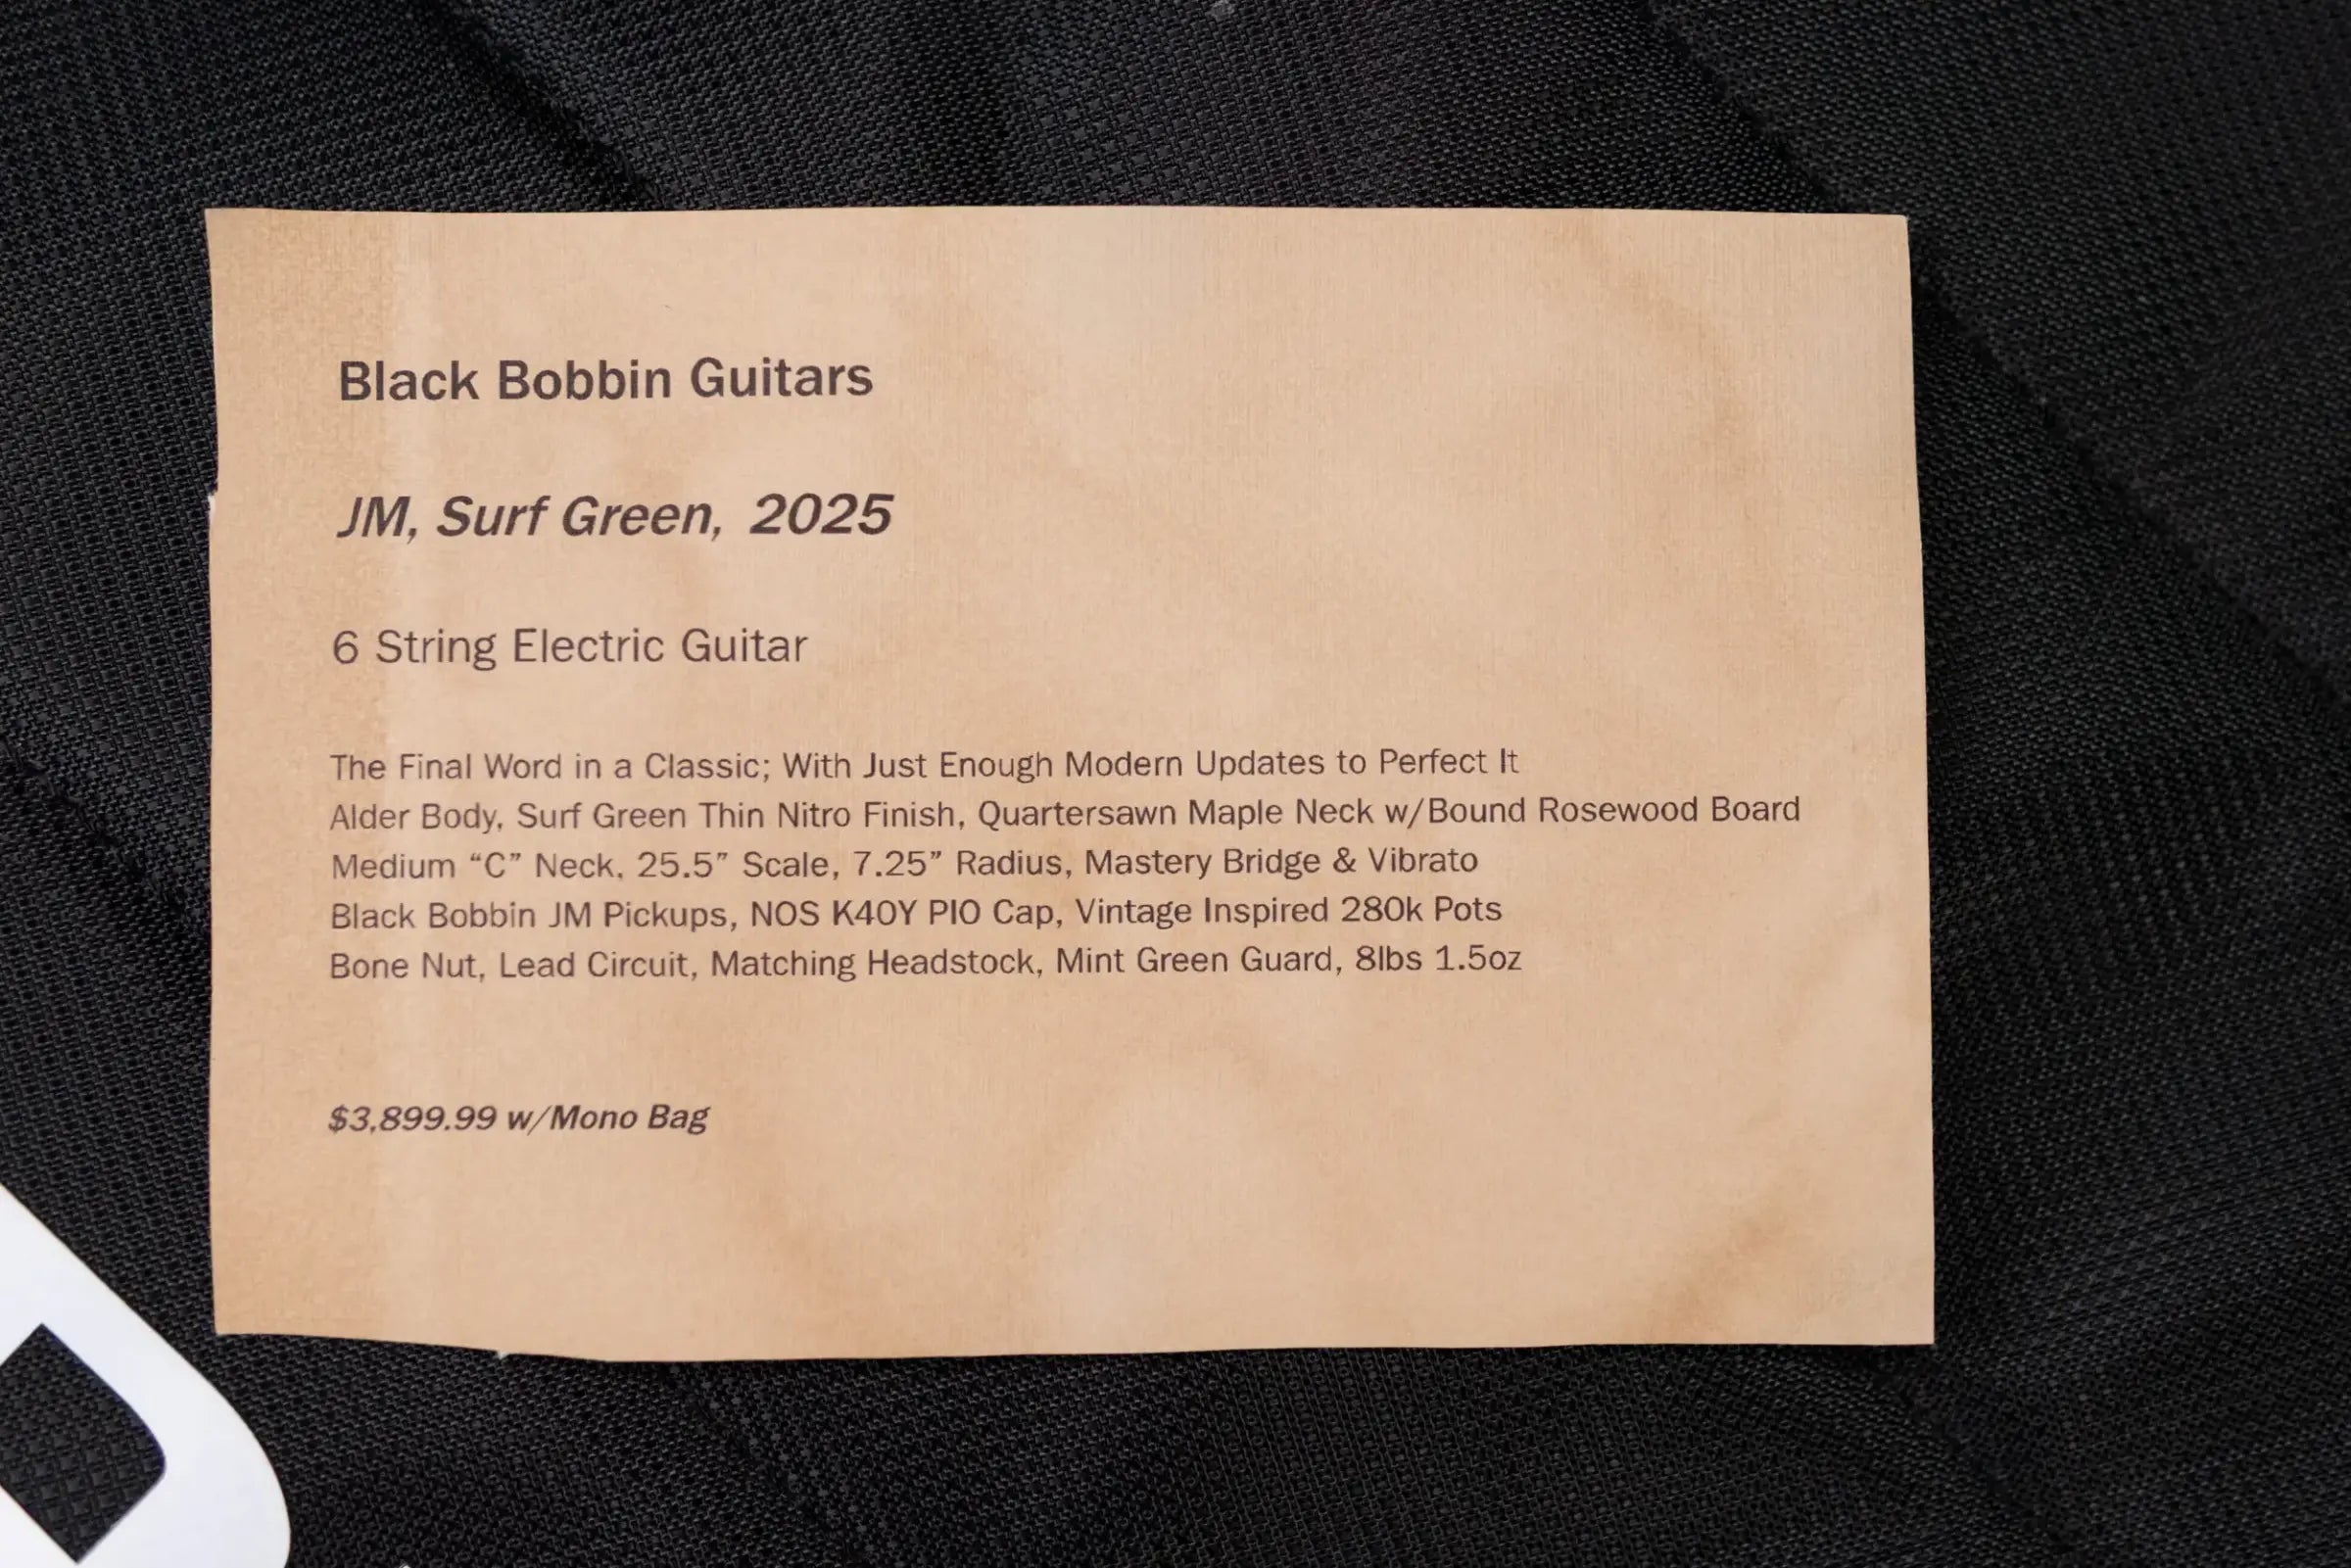 Black Bobbin Guitars
JM, Surf Green, 2025
6 String Electric Guitar
The Final Word in a Classic; With Just Enough Modern Updates to Perfect It
Alder Body, Surf Green Thin Nitro Finish, Quartersawn Maple Neck w/Bound Rosewood Board
Medium “C” Neck, 25.5” Scale, 7.25” Radius, Mastery Bridge & Vibrato
Black Bobbin JM Pickups, NOS K40Y PIO Cap, Vintage Inspired 280k Pots
Bone Nut, Lead Circuit, Matching Headstock, Mint Green Guard, 8lbs 1.5oz
$3,899.99 w/Mono Bag